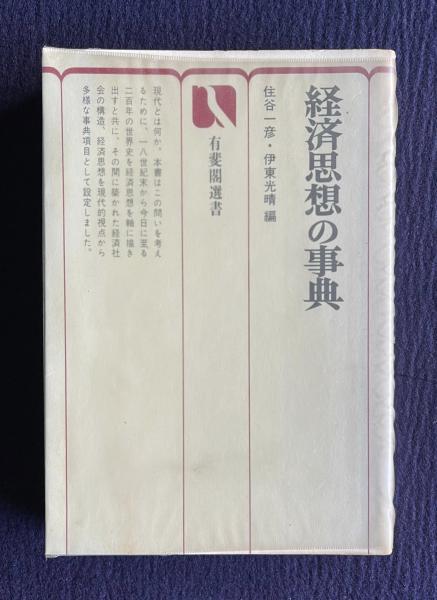 経済思想の事典
住谷一彦・伊東光晴 編
有斐閣選書
現代とは何か。本書はこの問いを考え
るために、一八世紀末から今日に至る
二百年の世界史を経済思想を軸に描き
出すと共に、その間に築かれた経済社
会の構造、経済思想を現代的視点から
多様な事典項目として設定しました。